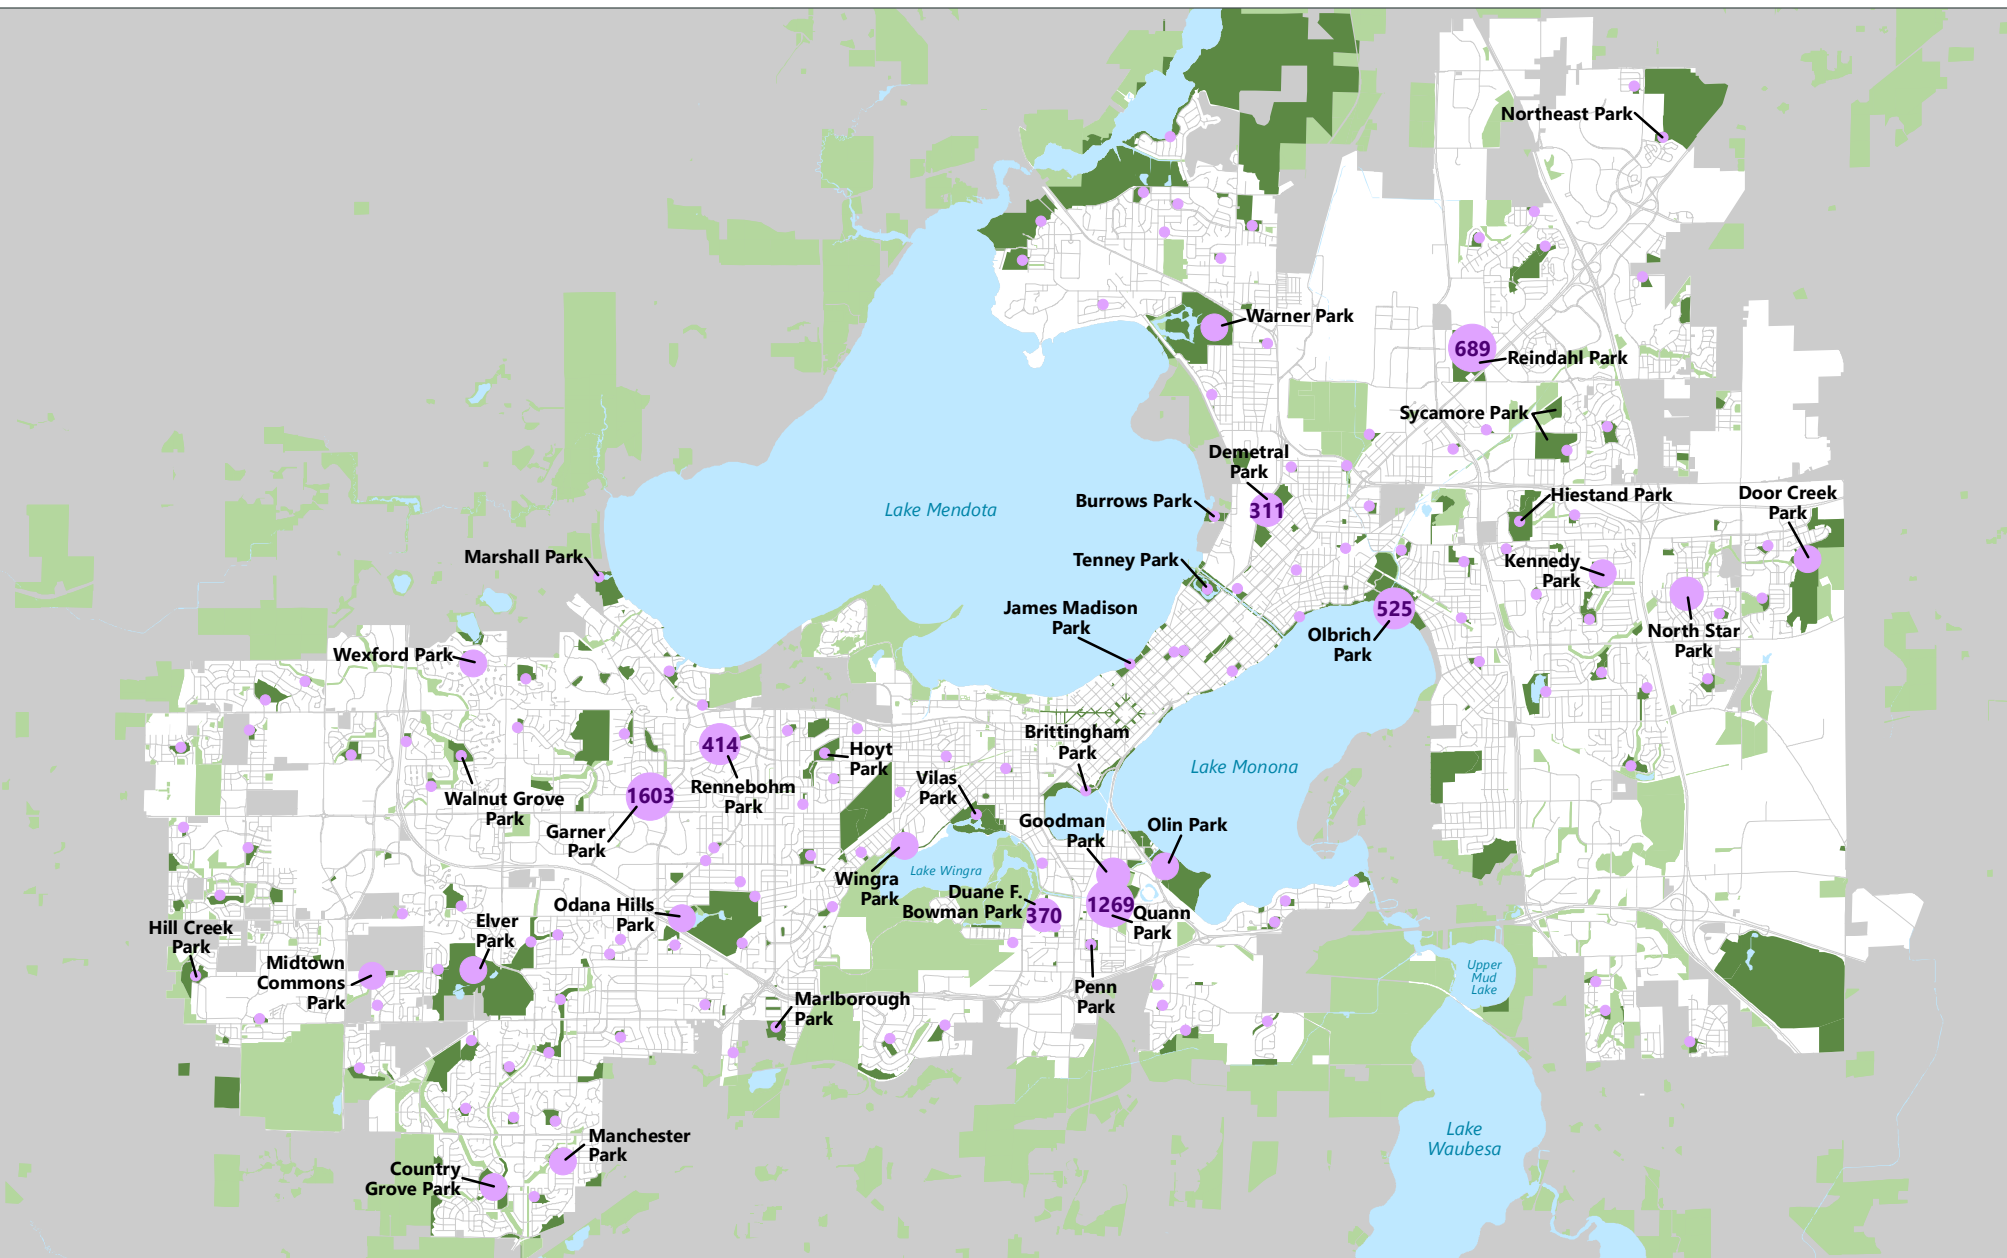 Northeast Park
Warner Park
689
Reindahl Park
Sycamore Park
Demetral
Park
Hiestand Park
Door Creek
Park
Burrows Park
311
Lake Mendota
Marshall Park
Tenney Park
Kennedy
Park
James Madison
Park
525
Olbrich
Park
North Star
Park
Wexford Park
Brittingham
Park
414
Hoyt
Park
Lake Monona
Rennebohm
Park
Vilas
Park
1603
Walnut Grove
Park
Garner
Park
Goodman
Park
Olin Park
Lake Wingra
Wingra
Park
Duane F.
Bowman Park
370
1269
Quann
Park
Odana Hills
Park
Elver
Park
Hill Creek
Park
Midtown
Commons
Park
Upper
Mud
Lake
Penn
Park
Marlborough
Park
Lake
Waubesa
Manchester
Park
Country
Grove Park